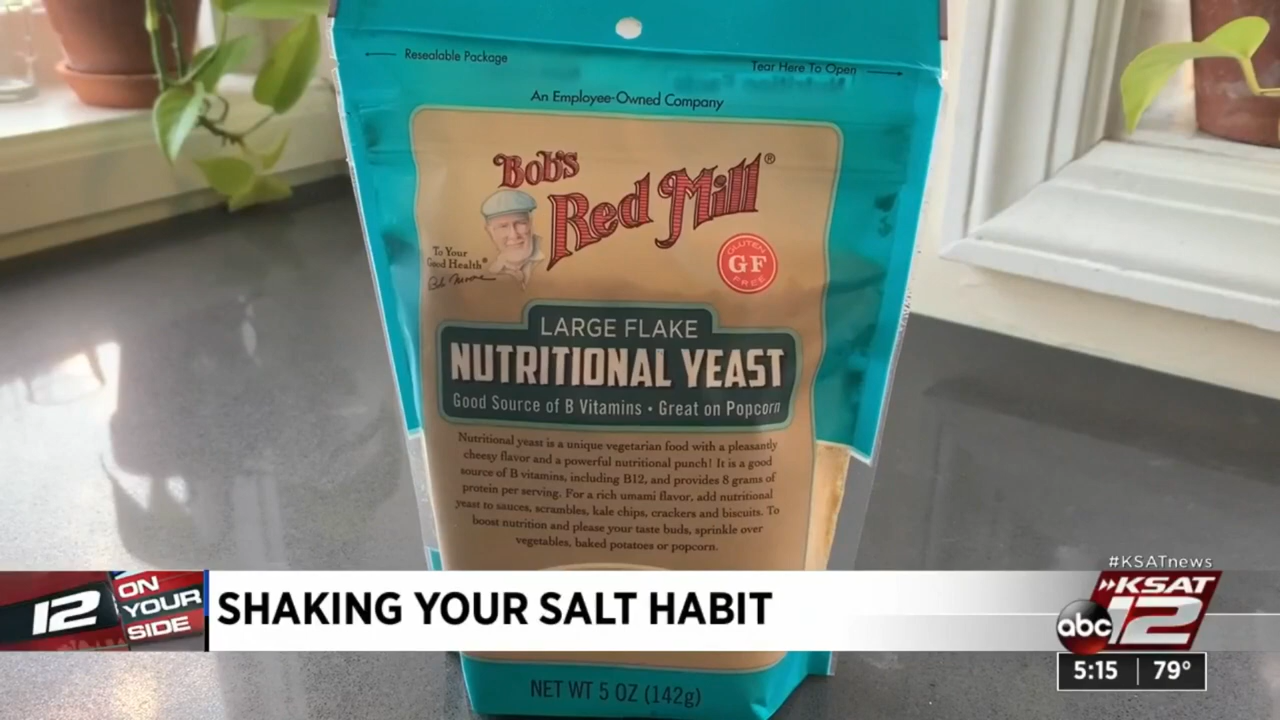 Resealable Package
Tear Here To Open
An Employee-Owned Company
Bob's
Red Mill®
To Your
Good Health®
Bob Moore
GLUTEN
GF
FREE
LARGE FLAKE
NUTRITIONAL YEAST
Good Source of B Vitamins • Great on Popcorn
Nutritional yeast is a unique vegetarian food with a pleasantly
cheesy flavor and a powerful nutritional punch! It is a good
source of B vitamins, including B12, and provides 8 grams of
protein per serving. For a rich umami flavor, add nutritional
yeast to sauces, scrambles, kale chips, crackers and biscuits. To
boost nutrition and please your taste buds, sprinkle over
vegetables, baked potatoes or popcorn.
#KSATnews
12
ON
YOUR
SIDE
SHAKING YOUR SALT HABIT
KSAT
abc 12
5:15 79°
NET WT 5 OZ (142g)